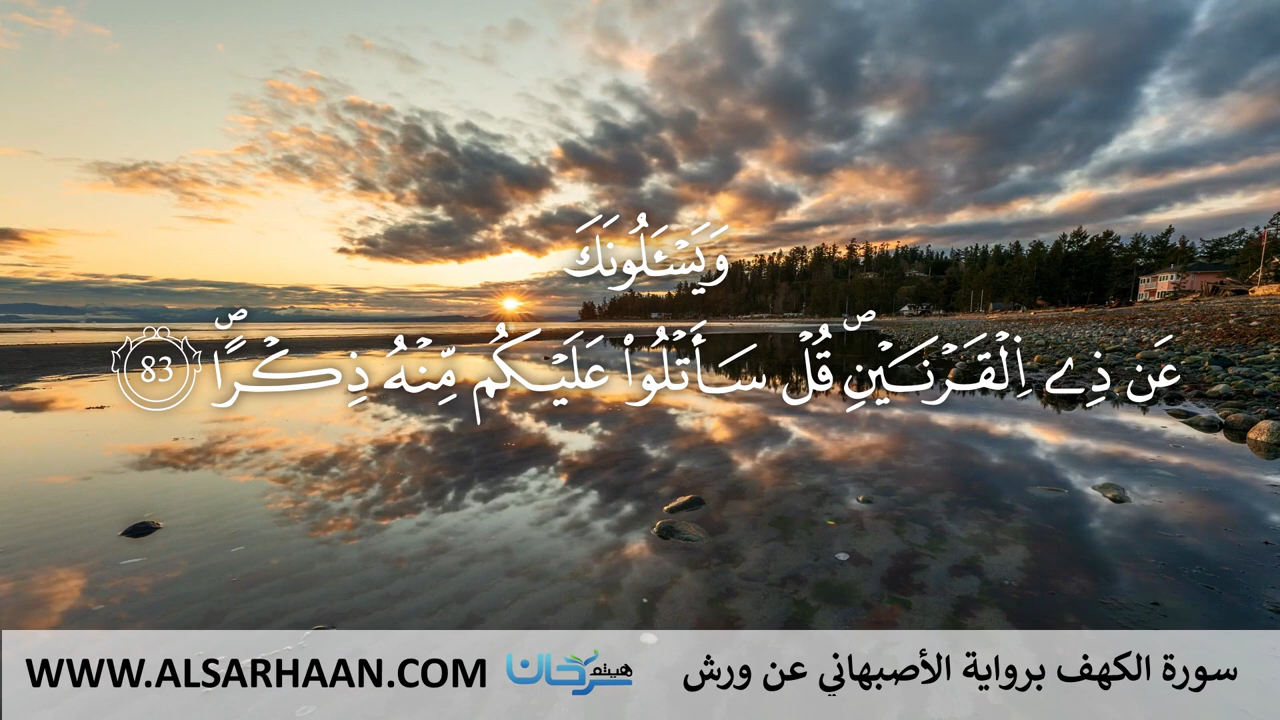 وَيَسْـَٔلُونَكَ
عَن ذِے اِ۬لْقَرْنَيْنِۖ قُلْ سَأَتْلُواْ عَلَيْكُم مِّنْهُ ذِكْراًۖ 83
WWW.ALSARHAAN.COM هيثم سرحان سورة الكهف برواية الأصبهاني عن ورش